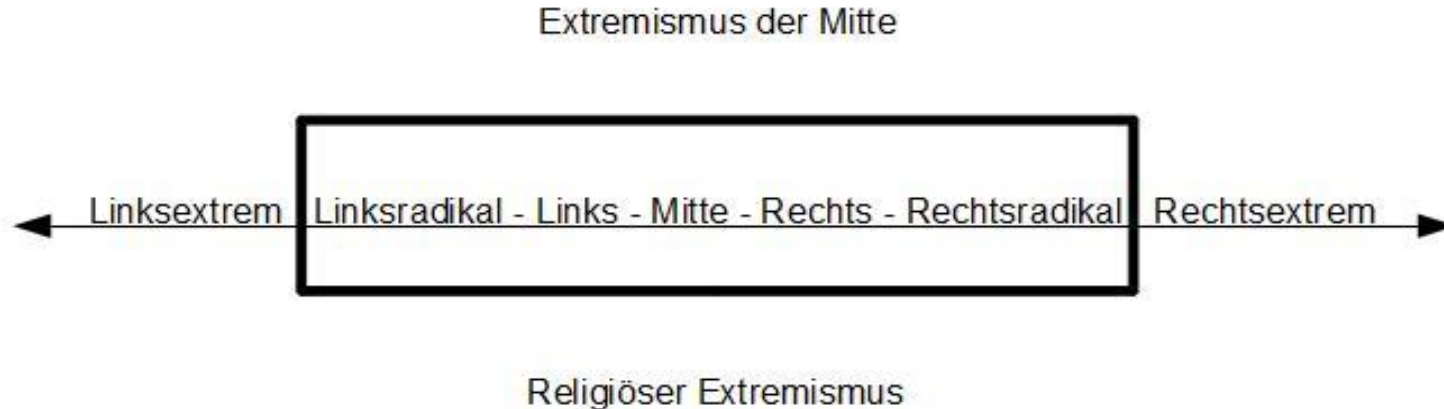 Extremismus der Mitte
Linksextrem Linksradikal - Links - Mitte - Rechts - Rechtsradikal Rechtsextrem
Religiöser Extremismus